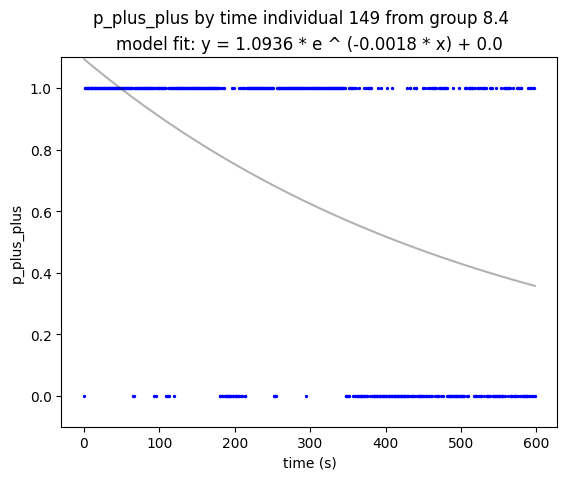 p_plus_plus by time individual 149 from group 8.4
model fit: y = 1.0936 * e ^ (-0.0018 * x) + 0.0
1.0
0.8
0.6
0.4
0.2
0.0
p_plus_plus
0 100 200 300 400 500 600
time (s)